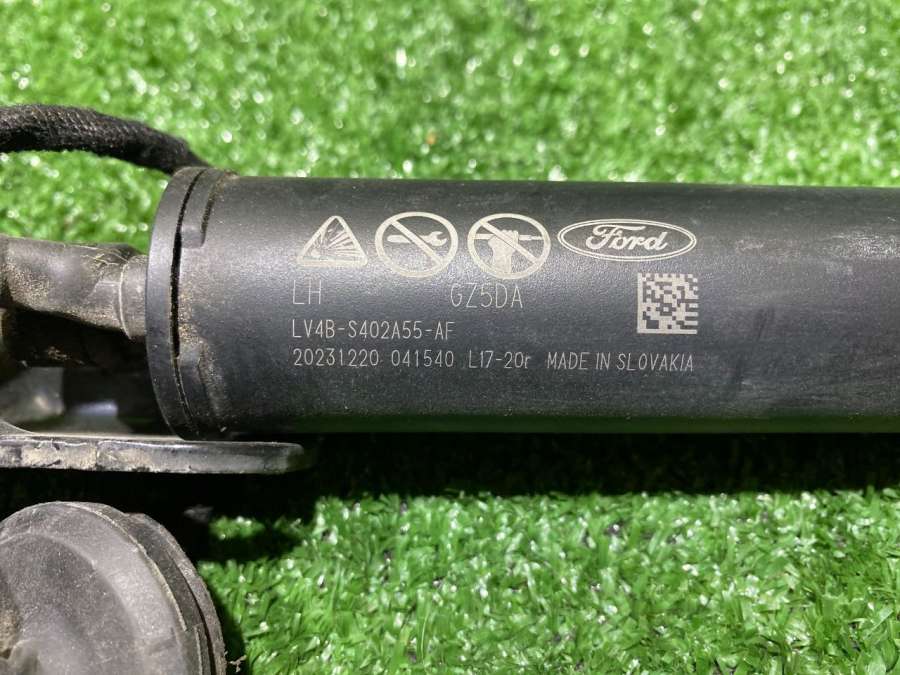 Ford
LH GZ5DA
LV4B-S402A55-AF
20231220 041540 L17-20r MADE IN SLOVAKIA